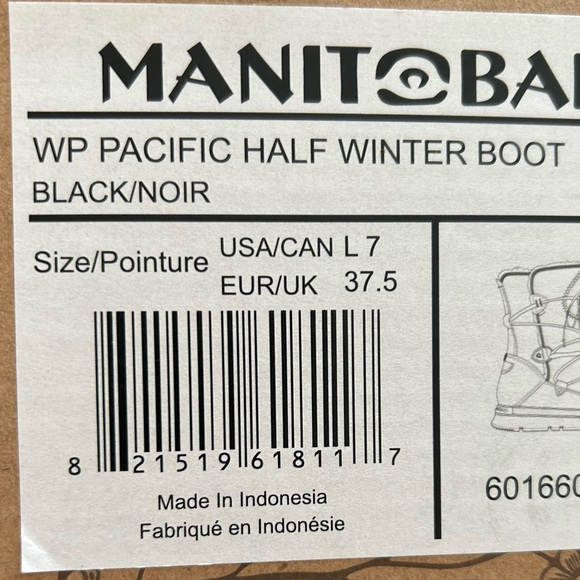 MANITOBA
WP PACIFIC HALF WINTER BOOT
BLACK/NOIR
Size/Pointure
USA/CAN L 7
EUR/UK 37.5
8 21519 61811 7
Made In Indonesia
Fabriqué en Indonésie
601660